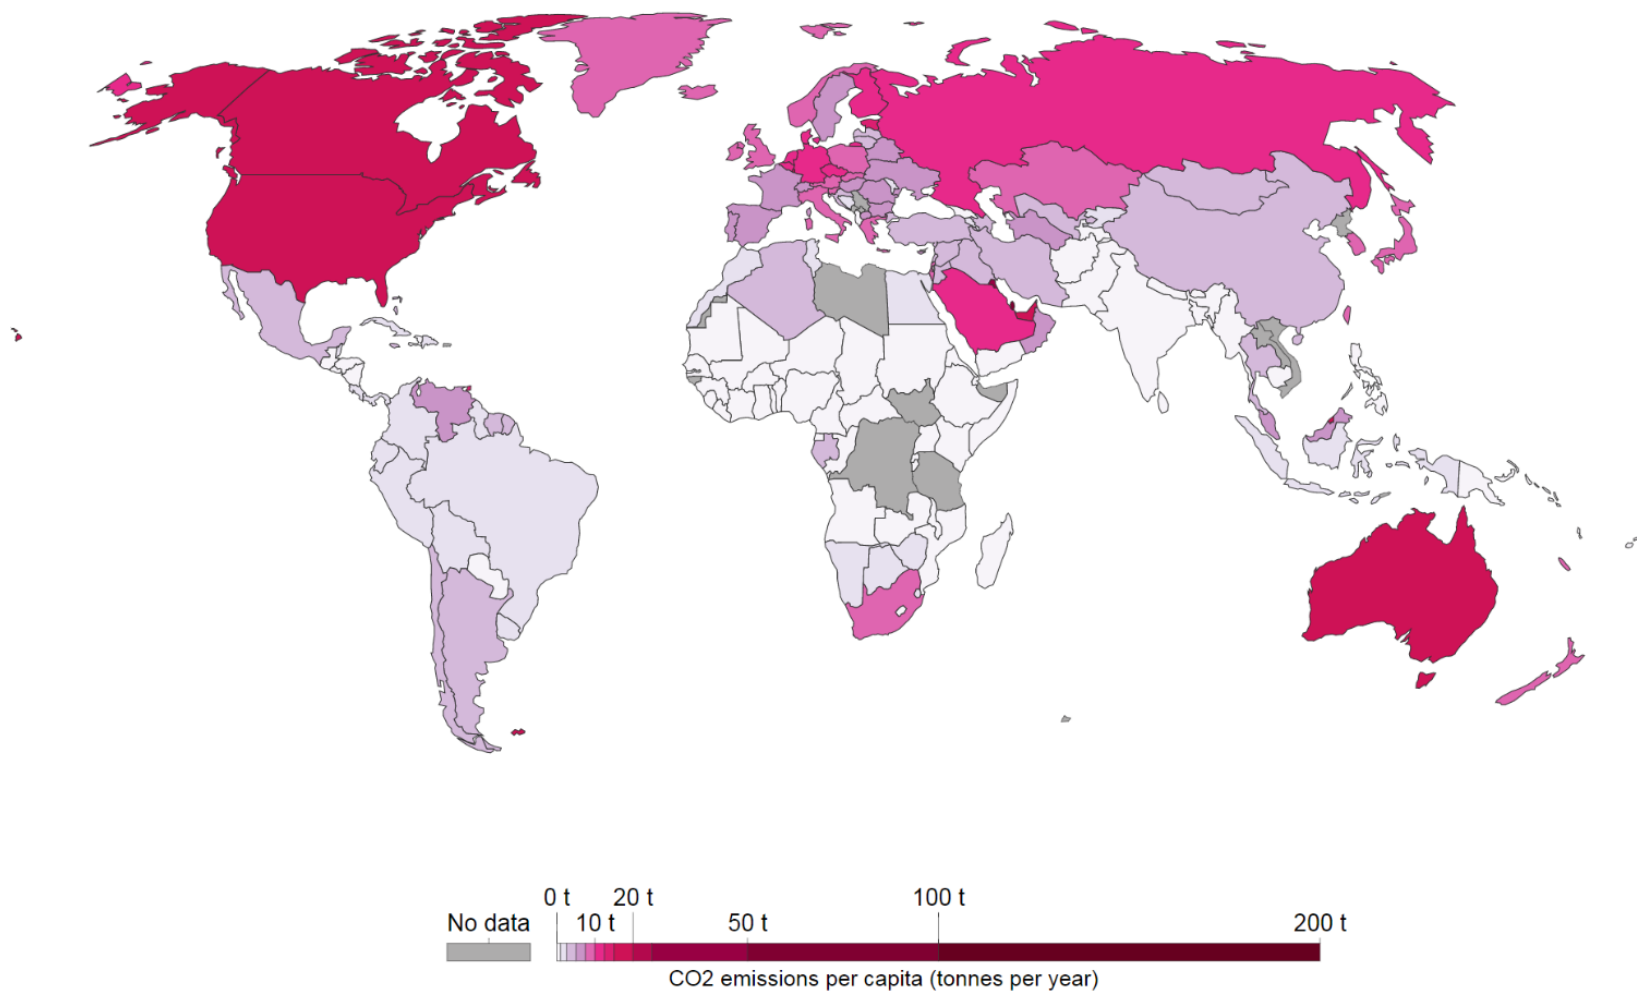 0 t 20 t 100 t
No data 10 t 50 t 200 t
CO2 emissions per capita (tonnes per year)